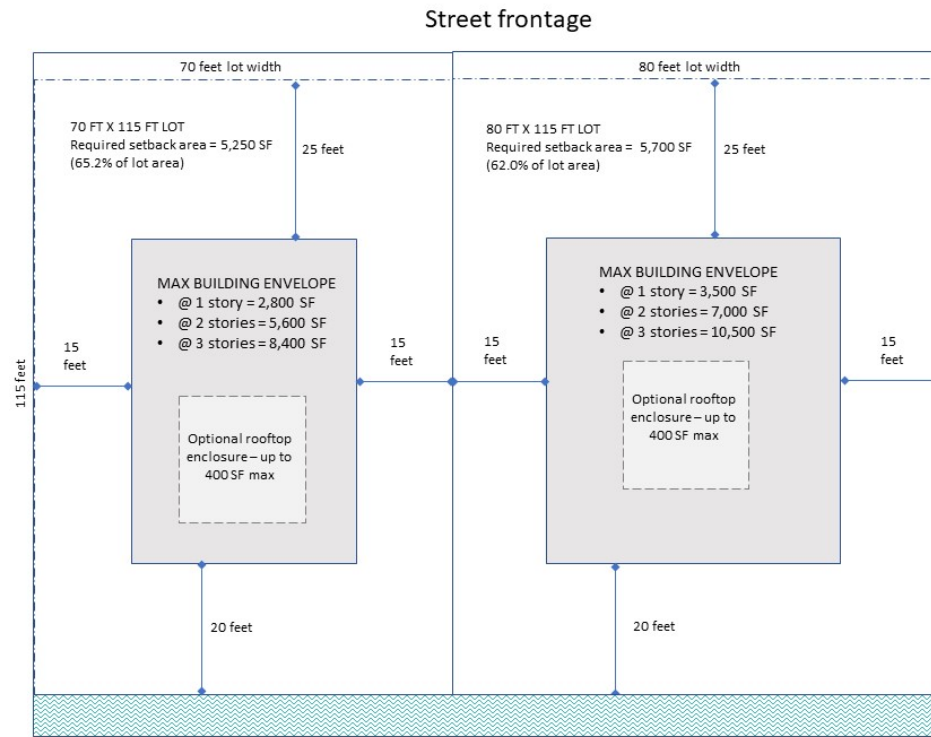 Street frontage
70 feet lot width
80 feet lot width
70 FT X 115 FT LOT
Required setback area = 5,250 SF
(65.2% of lot area)
25 feet
80 FT X 115 FT LOT
Required setback area =  5,700 SF
(62.0% of lot area)
25 feet
MAX BUILDING ENVELOPE
• @ 1 story = 2,800 SF
• @ 2 stories = 5,600 SF
• @ 3 stories = 8,400 SF
MAX BUILDING ENVELOPE
• @ 1 story = 3,500 SF
• @ 2 stories = 7,000 SF
• @ 3 stories = 10,500 SF
115 feet
15
feet
15
feet
15
feet
15
feet
Optional rooftop
enclosure – up to
400 SF max
Optional rooftop
enclosure – up to
400 SF max
20 feet
20 feet